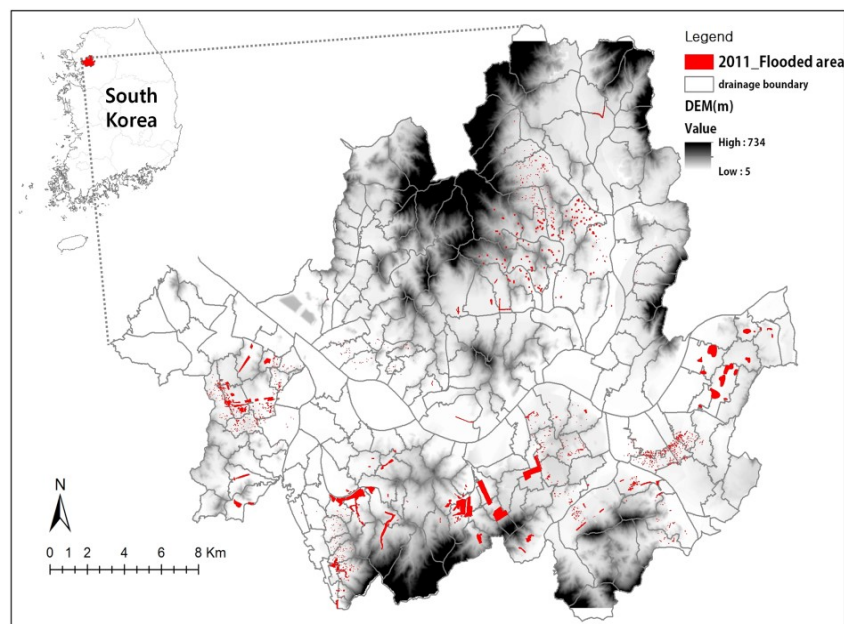 South
Korea
Legend
2011_Flooded area
drainage boundary
DEM(m)
Value
High : 734
Low : 5
N
0 2 4 6 8 Km